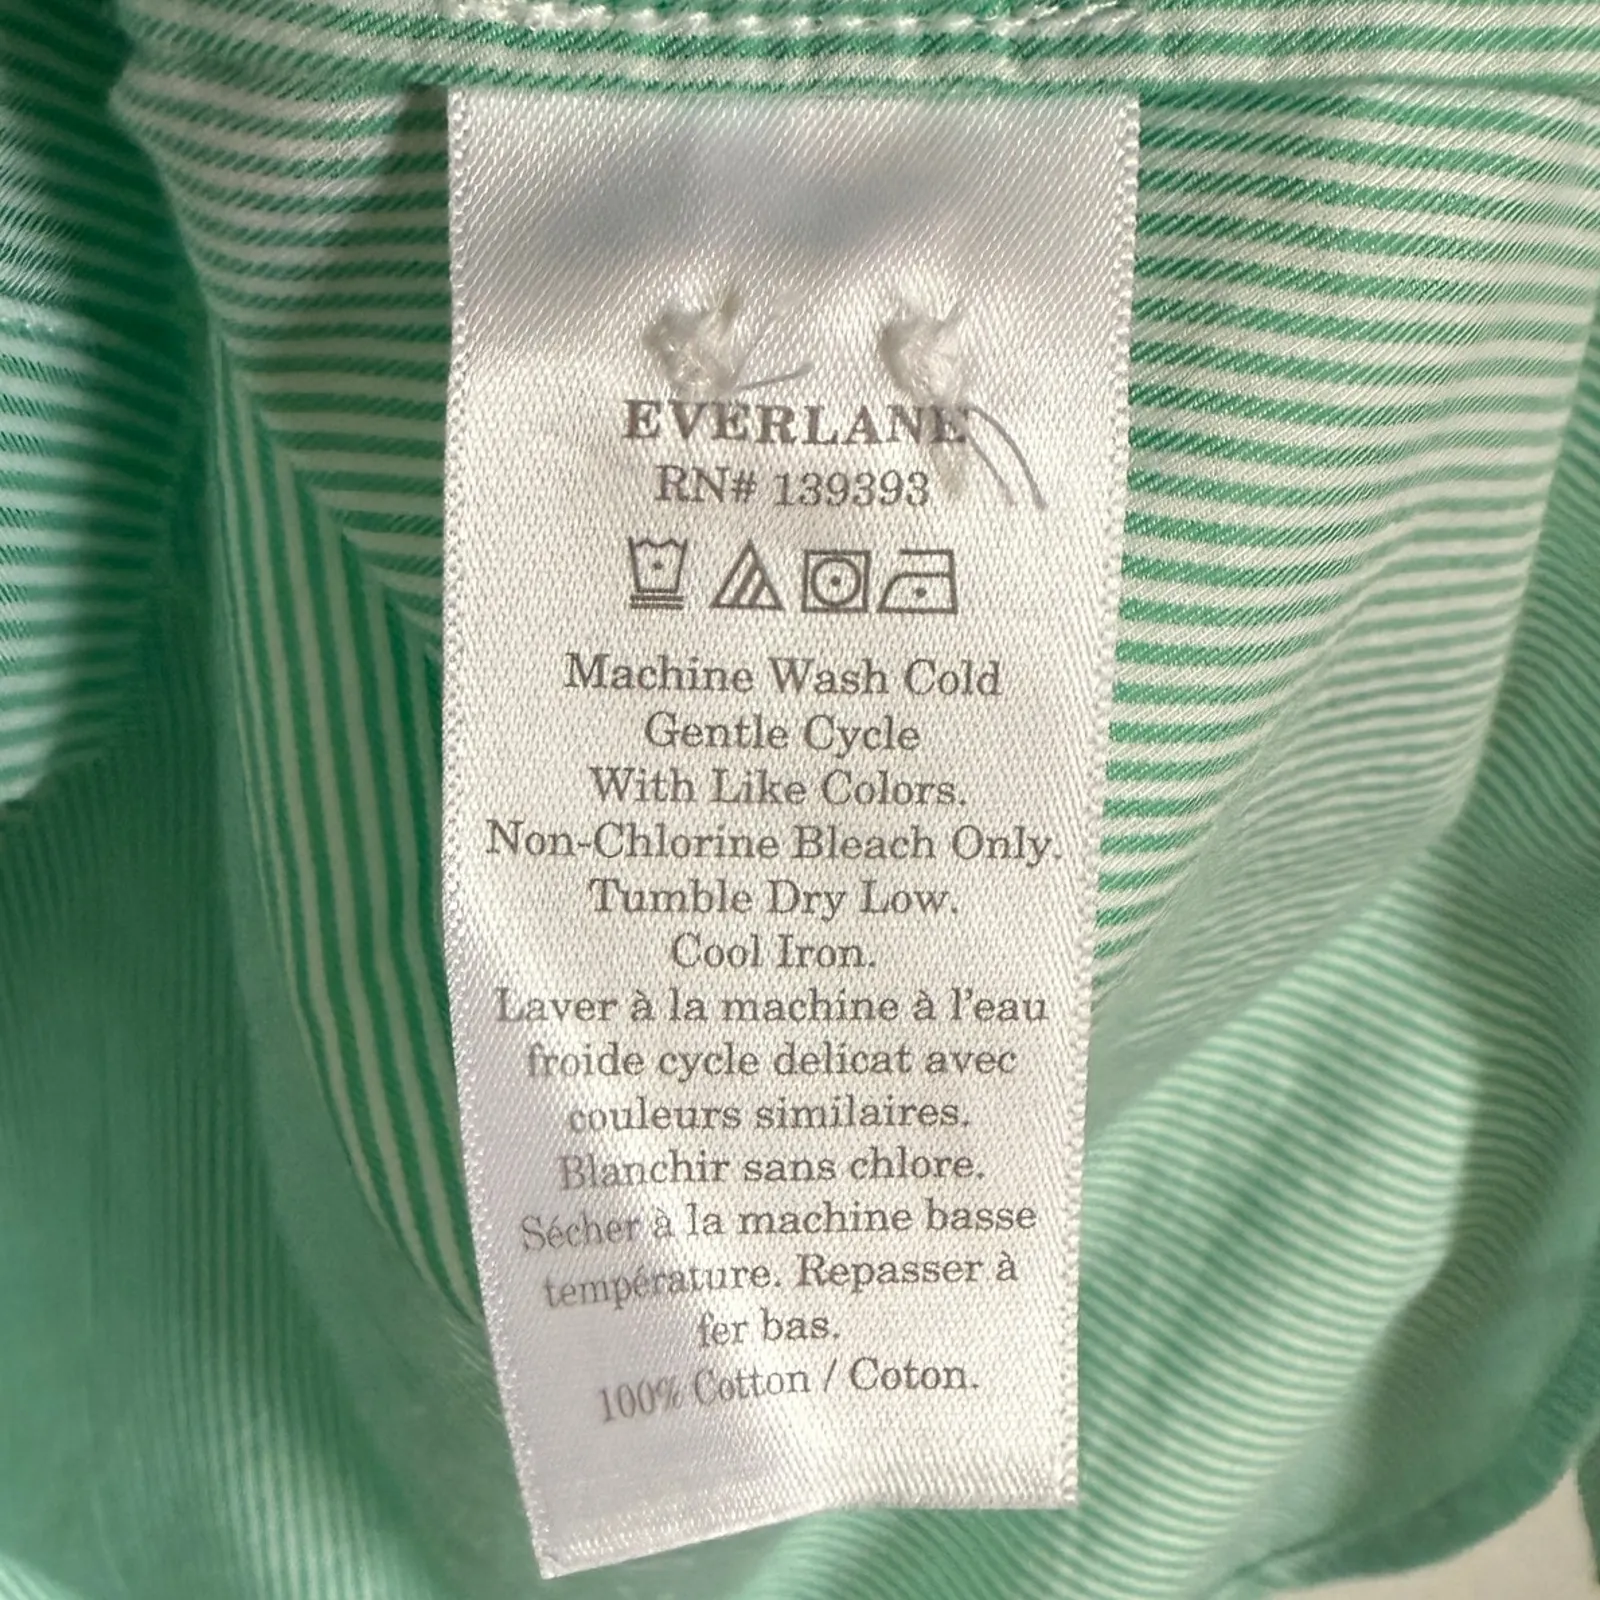 EVERLANE
RN# 139393
Machine Wash Cold
Gentle Cycle
With Like Colors.
Non-Chlorine Bleach Only.
Tumble Dry Low.
Cool Iron.
Laver à la machine à l'eau
froide cycle delicat avec
couleurs similaires.
Blanchir sans chlore.
Sécher à la machine basse
température. Repasser à
fer bas.
100% Cotton / Coton.